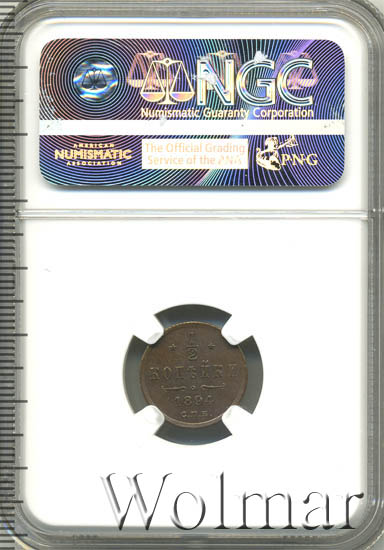 NGC
Numismatic Guaranty Corporation
AMERICAN
NUMISMATIC
ASSOCIATION
The Official Grading
Service of the PNG
PNG
1/2
КОПѢЙКИ
1894
С.П.Б.
Wolmar